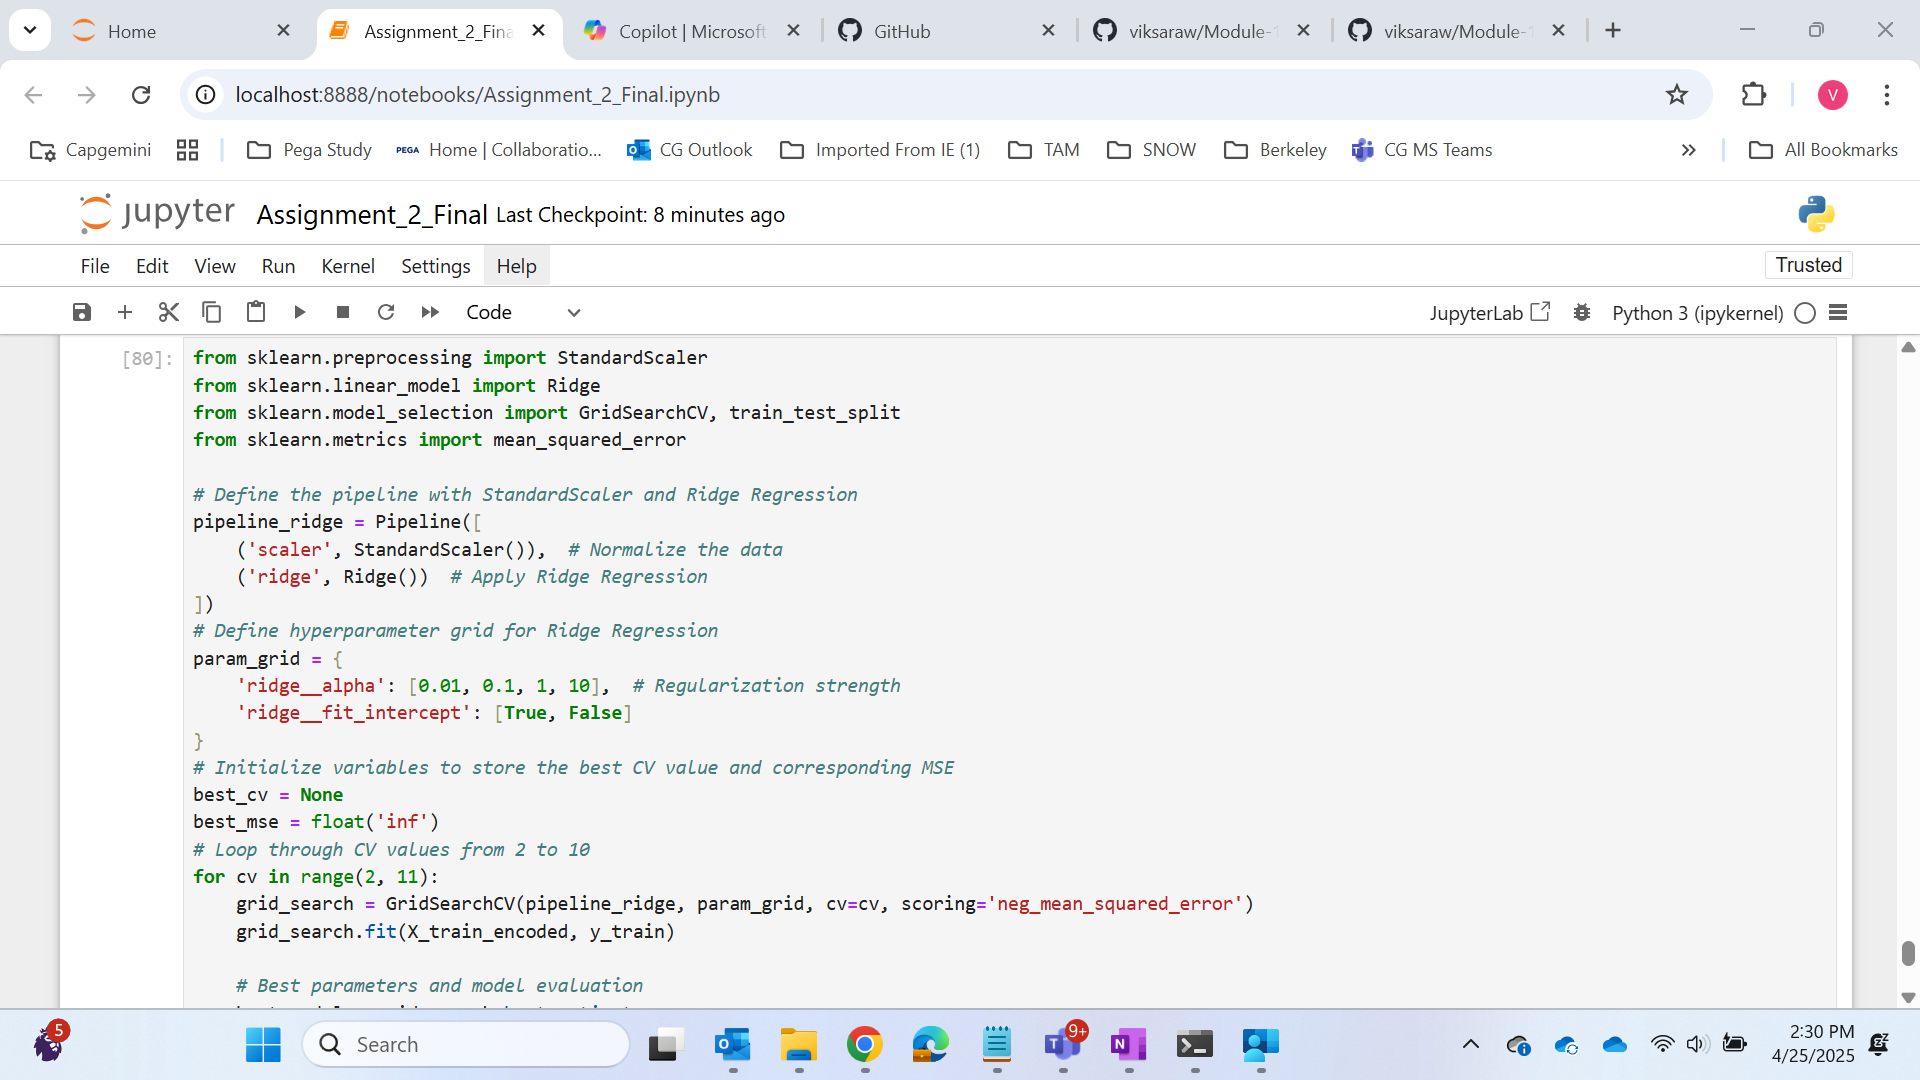 Home
Assignment_2_Fina
Copilot | Microsoft
GitHub
viksaraw/Module-1
viksaraw/Module-1
localhost:8888/notebooks/Assignment_2_Final.ipynb
V
Capgemini
Pega Study
PEGA Home | Collaboratio...
CG Outlook
Imported From IE (1)
TAM
SNOW
Berkeley
CG MS Teams
All Bookmarks
jupyter Assignment_2_Final Last Checkpoint: 8 minutes ago
File Edit View Run Kernel Settings Help
Trusted
Code
JupyterLab
Python 3 (ipykernel)
[80]:
from sklearn.preprocessing import StandardScaler
from sklearn.linear_model import Ridge
from sklearn.model_selection import GridSearchCV, train_test_split
from sklearn.metrics import mean_squared_error
# Define the pipeline with StandardScaler and Ridge Regression
pipeline_ridge = Pipeline([
    ('scaler', StandardScaler()),  # Normalize the data
    ('ridge', Ridge())  # Apply Ridge Regression
])
# Define hyperparameter grid for Ridge Regression
param_grid = {
    'ridge__alpha': [0.01, 0.1, 1, 10],  # Regularization strength
    'ridge__fit_intercept': [True, False]
}
# Initialize variables to store the best CV value and corresponding MSE
best_cv = None
best_mse = float('inf')
# Loop through CV values from 2 to 10
for cv in range(2, 11):
    grid_search = GridSearchCV(pipeline_ridge, param_grid, cv=cv, scoring='neg_mean_squared_error')
    grid_search.fit(X_train_encoded, y_train)
    # Best parameters and model evaluation
5
Search
9+
2:30 PM
4/25/2025